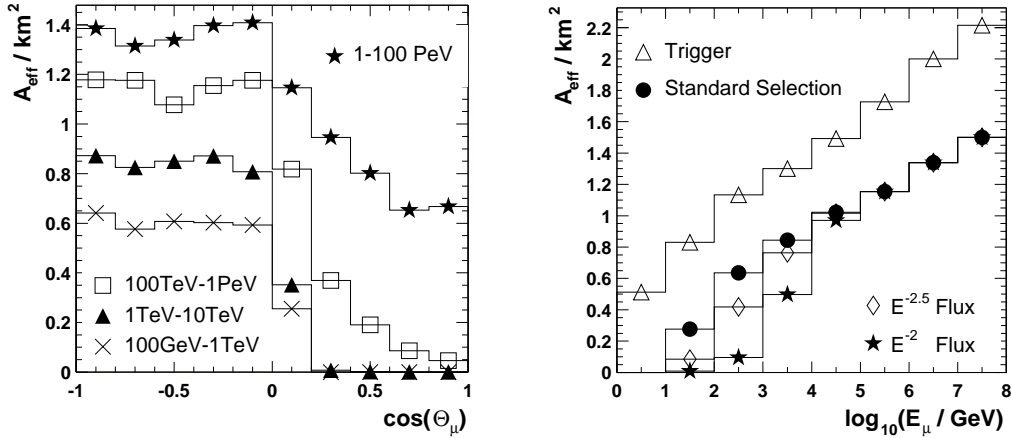 A_eff / km²
1.4
1.2
1
0.8
0.6
0.4
0.2
0
1-100 PeV
100TeV-1PeV
1TeV-10TeV
100GeV-1TeV
-1
-0.5
0
0.5
1
cos(Θ_μ)
A_eff / km²
2.2
2
1.8
1.6
1.4
1.2
1
0.8
0.6
0.4
0.2
0
Trigger
Standard Selection
E^-2.5 Flux
E^-2 Flux
0 1 2 3 4 5 6 7 8
log₁₀(E_μ / GeV)